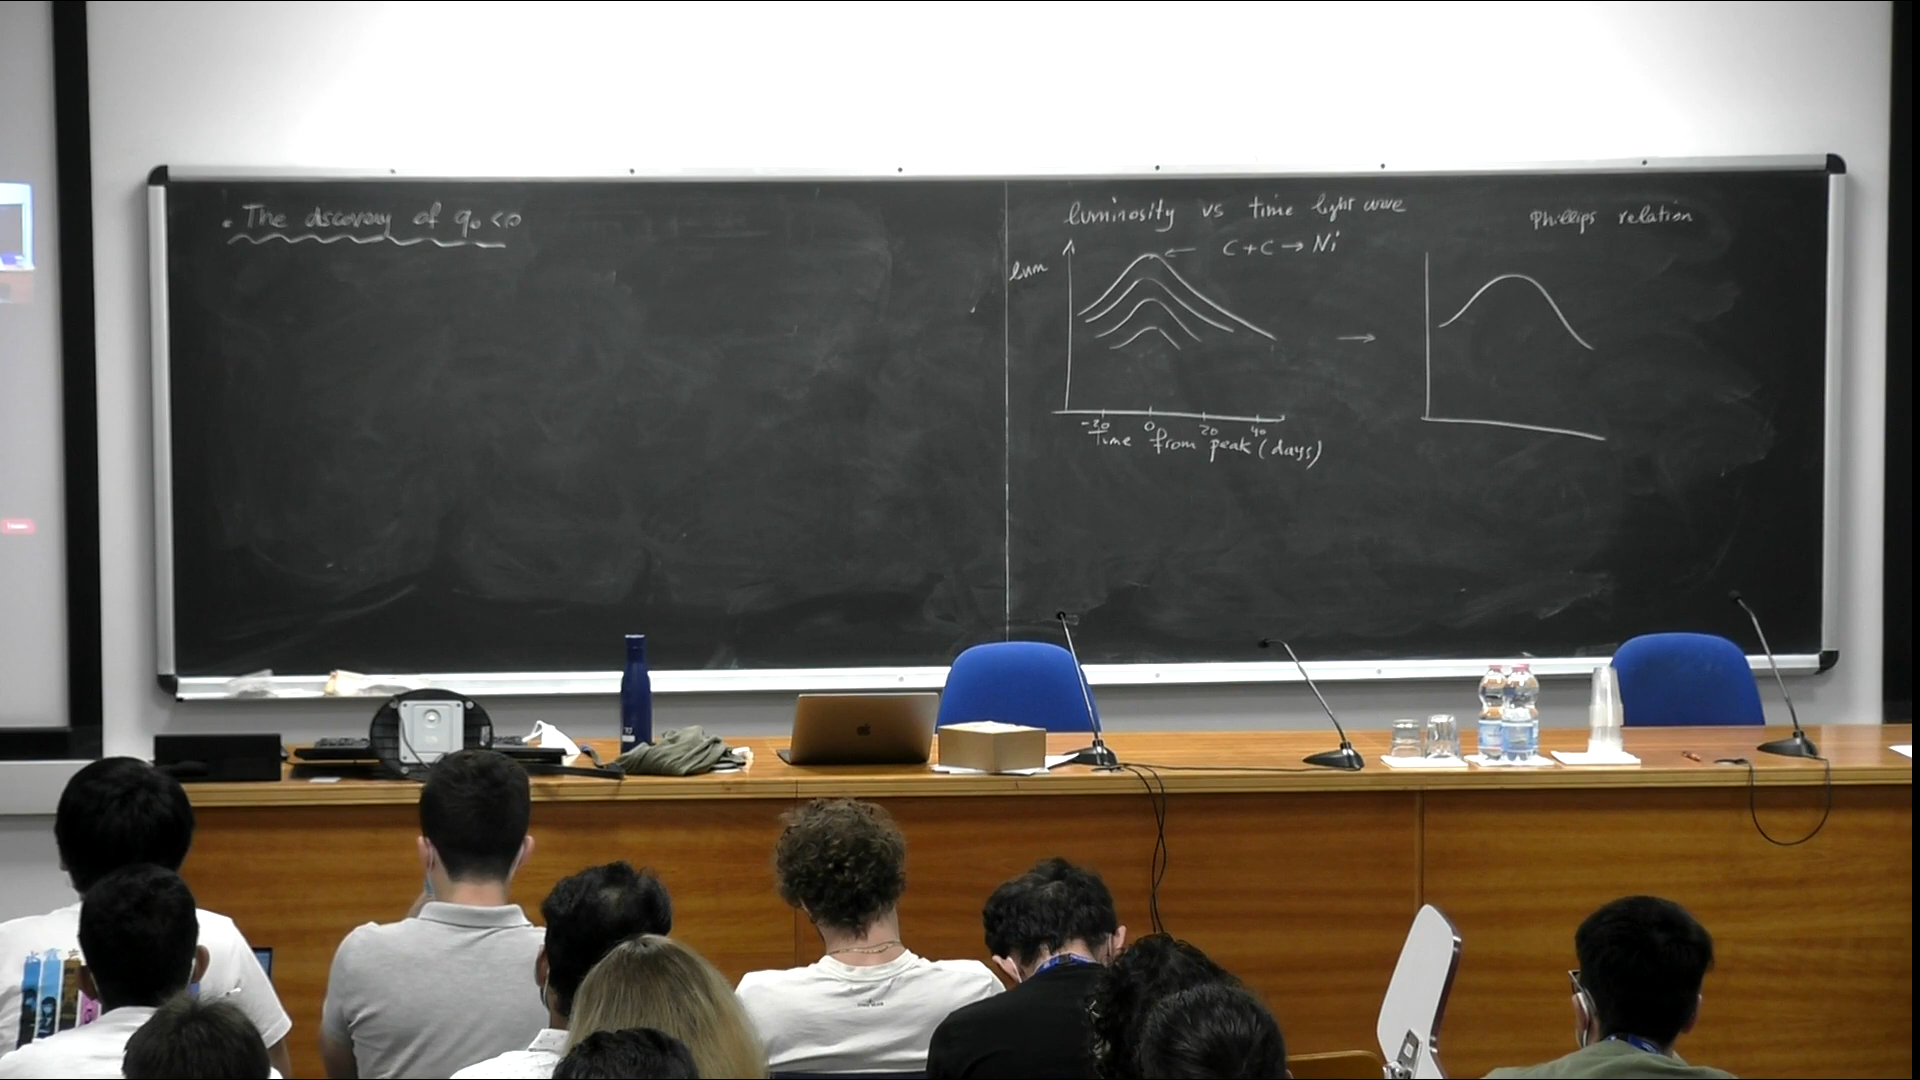 . The discovery of q₀ <0
luminosity vs time light wave
Phillips relation
C + C → Ni
lum
-20 0 20 40
Time from peak (days)